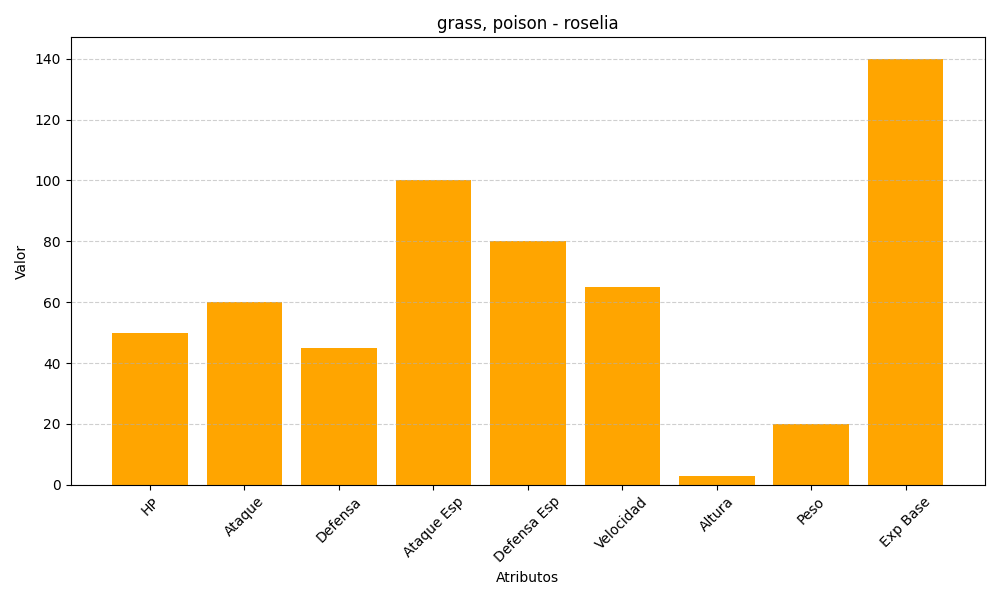 grass, poison - roselia
Valor
140
120
100
80
60
40
20
0
HP
Ataque
Defensa
Ataque Esp
Defensa Esp
Velocidad
Altura
Peso
Exp Base
Atributos